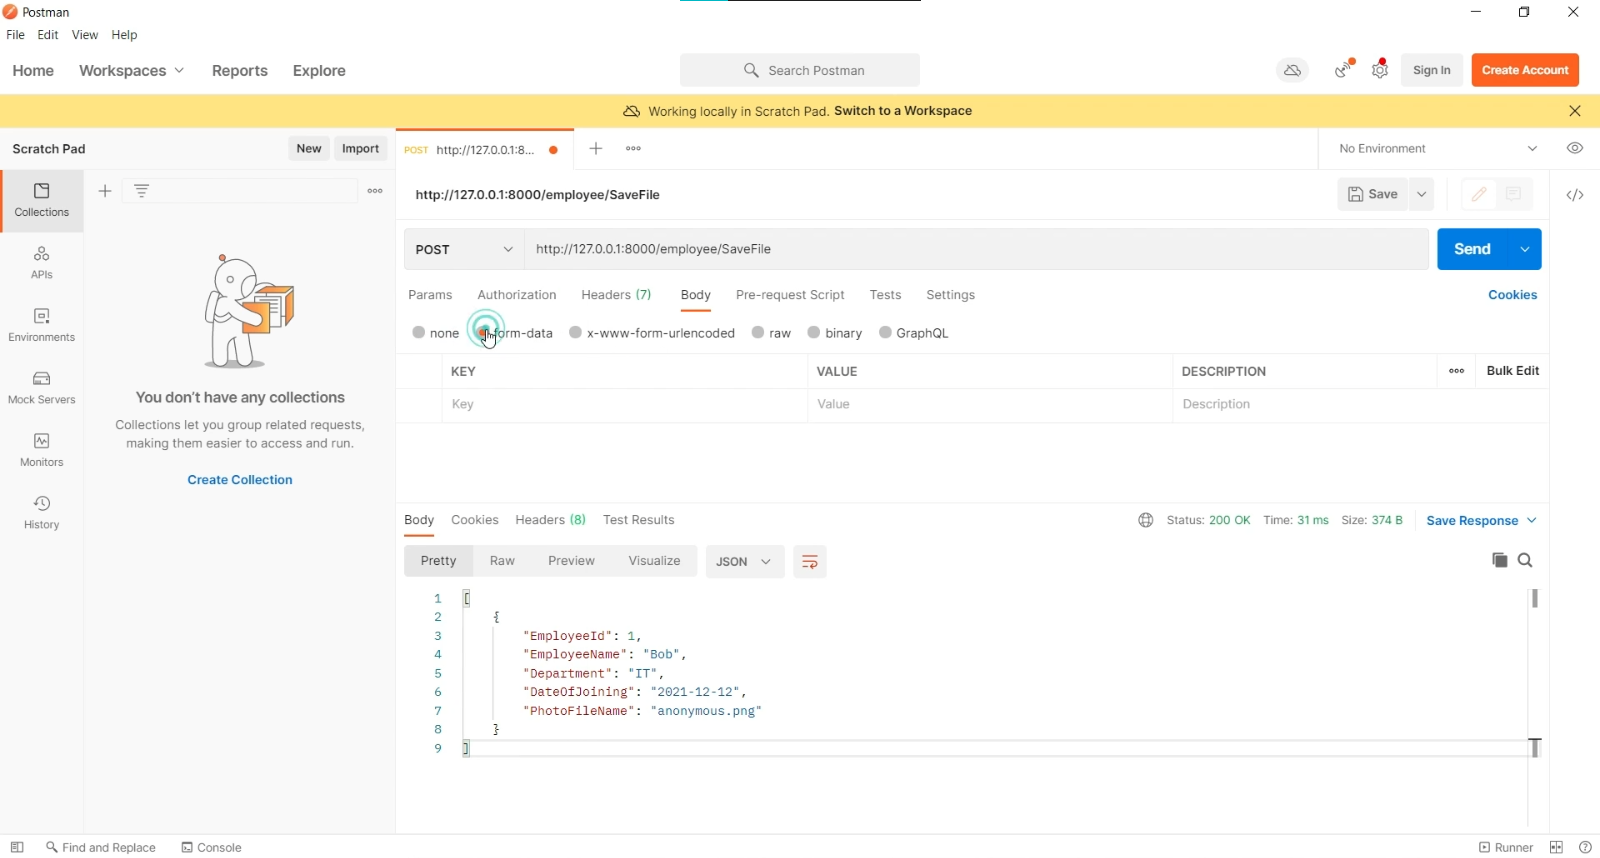 Postman
File Edit View Help
Home Workspaces Reports Explore
Search Postman
Sign In Create Account
Working locally in Scratch Pad. Switch to a Workspace
Scratch Pad New Import
POST http://127.0.0.1:8... No Environment
http://127.0.0.1:8000/employee/SaveFile Save
POST http://127.0.0.1:8000/employee/SaveFile Send
Params Authorization Headers (7) Body Pre-request Script Tests Settings Cookies
none form-data x-www-form-urlencoded raw binary GraphQL
KEY VALUE DESCRIPTION Bulk Edit
Key Value Description
Collections
APIs
Environments
Mock Servers
Monitors
History
You don't have any collections
Collections let you group related requests,
making them easier to access and run.
Create Collection
Body Cookies Headers (8) Test Results Status: 200 OK Time: 31 ms Size: 374 B Save Response
Pretty Raw Preview Visualize JSON
1 [
2 {
3 "EmployeeId": 1,
4 "EmployeeName": "Bob",
5 "Department": "IT",
6 "DateOfJoining": "2021-12-12",
7 "PhotoFileName": "anonymous.png"
8 }
9 ]
Find and Replace Console Runner